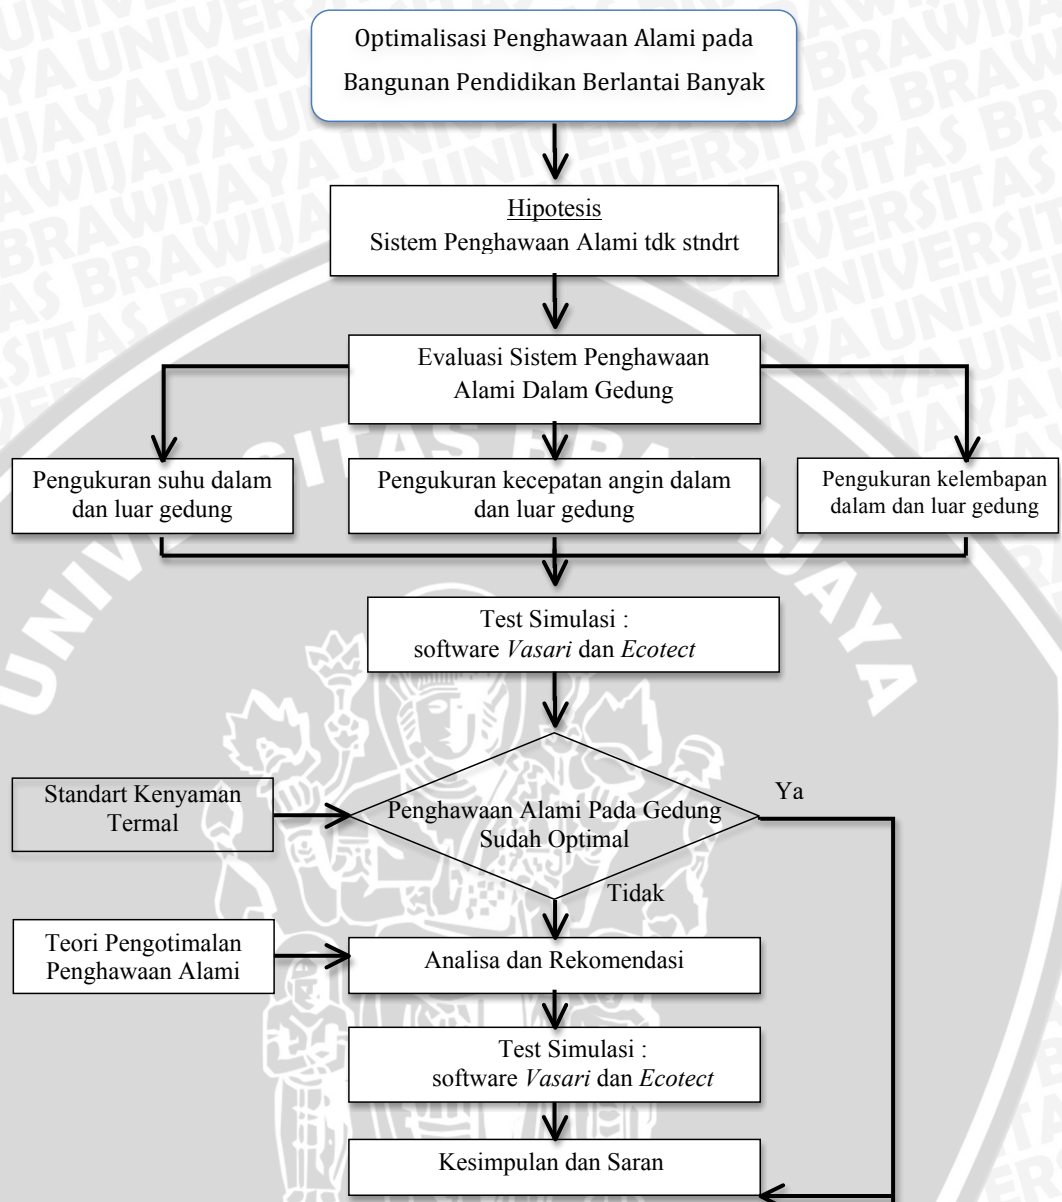 Optimalisasi Penghawaan Alami pada
Bangunan Pendidikan Berlantai Banyak
Hipotesis
Sistem Penghawaan Alami tdk stndrt
Evaluasi Sistem Penghawaan
Alami Dalam Gedung
Pengukuran suhu dalam
dan luar gedung
Pengukuran kecepatan angin dalam
dan luar gedung
Pengukuran kelembapan
dalam dan luar gedung
Test Simulasi :
software Vasari dan Ecotect
Standart Kenyaman
Termal
Penghawaan Alami Pada Gedung
Sudah Optimal
Ya
Tidak
Teori Pengotimalan
Penghawaan Alami
Analisa dan Rekomendasi
Test Simulasi :
software Vasari dan Ecotect
Kesimpulan dan Saran